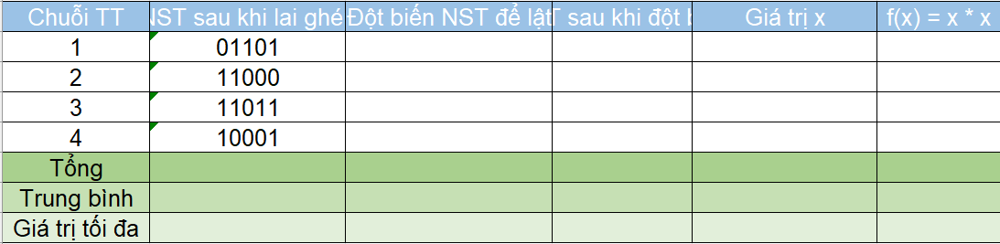 Chuỗi TT NST sau khi lai ghé Đột biến NST để lật T sau khi đột b Giá trị x f(x) = x * x
1 01101
2 11000
3 11011
4 10001
Tổng
Trung bình
Giá trị tối đa